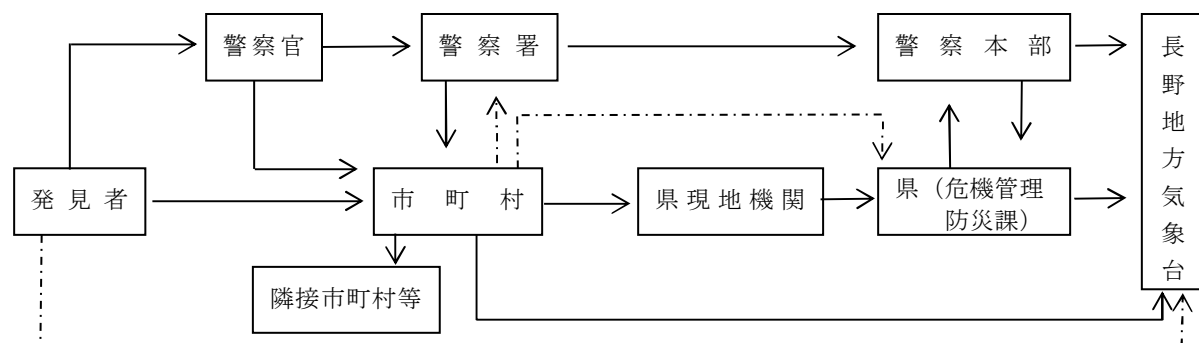 警察官
警察署
警察本部
長野地方気象台
発見者
市町村
県現地機関
県（危機管理
防災課）
隣接市町村等